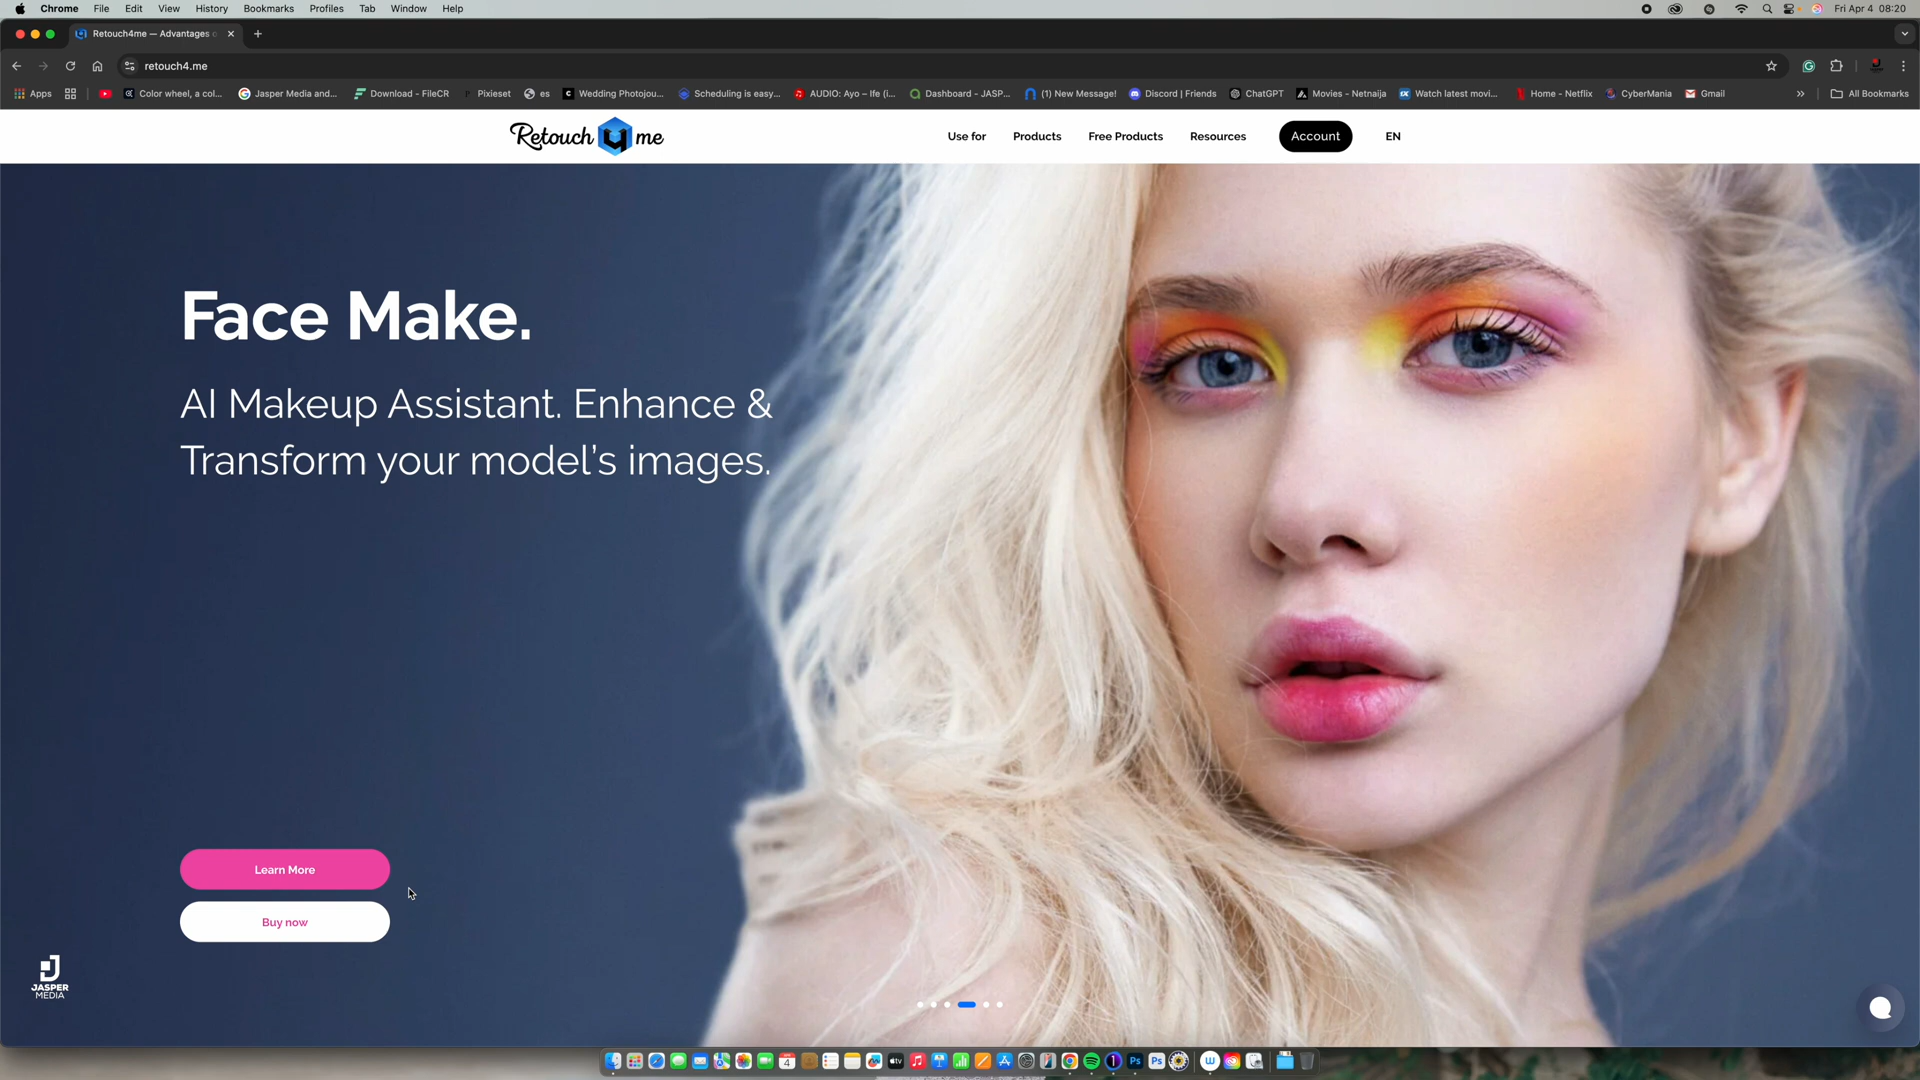 Chrome File Edit View History Bookmarks Profiles Tab Window Help Fri Apr 4 08:20
Retouch4me — Advantages o
retouch4.me
Apps Color wheel, a col... Jasper Media and... Download - FileCR Pixieset es Wedding Photojou... Scheduling is easy... AUDIO: Ayo – Ife (i... Dashboard - JASP... (1) New Message! Discord | Friends ChatGPT Movies - Netnaija Watch latest movi... Home - Netflix CyberMania Gmail » All Bookmarks
Retouch 4 me Use for Products Free Products Resources Account EN
Face Make.
AI Makeup Assistant. Enhance &
Transform your model's images.
Learn More
Buy now
JASPER
MEDIA